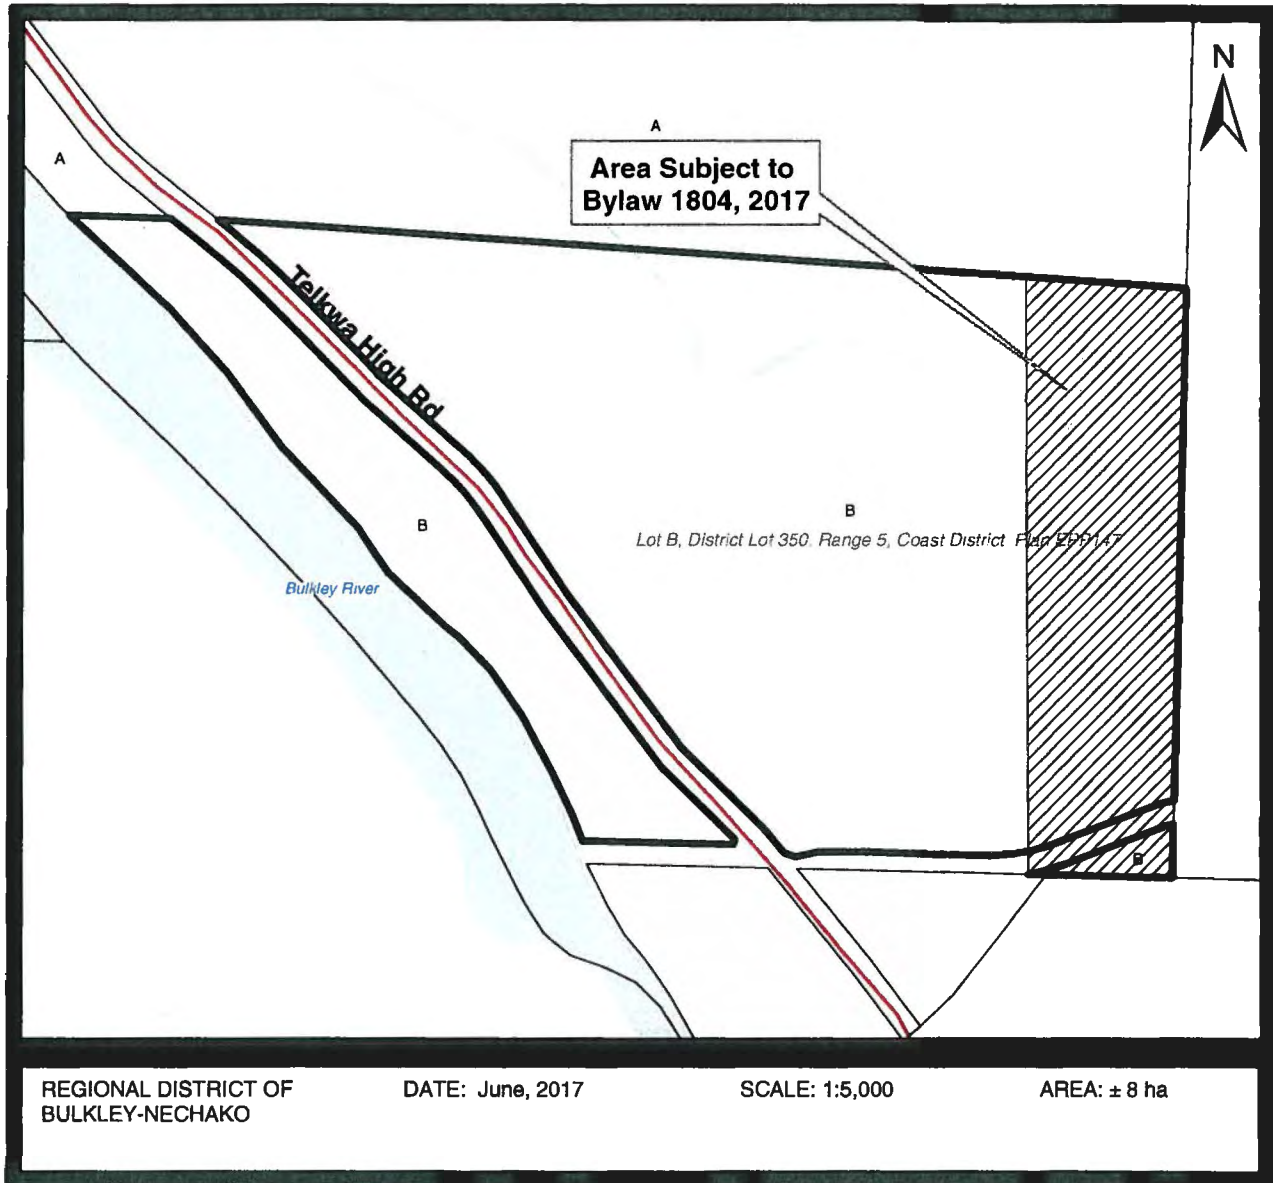 N
A
A
Area Subject to
Bylaw 1804, 2017
Telkwa High Rd
B
B
Lot B, District Lot 350, Range 5, Coast District Plan
Bulkley River
B
REGIONAL DISTRICT OF
BULKLEY-NECHAKO
DATE: June, 2017
SCALE: 1:5,000
AREA: ± 8 ha